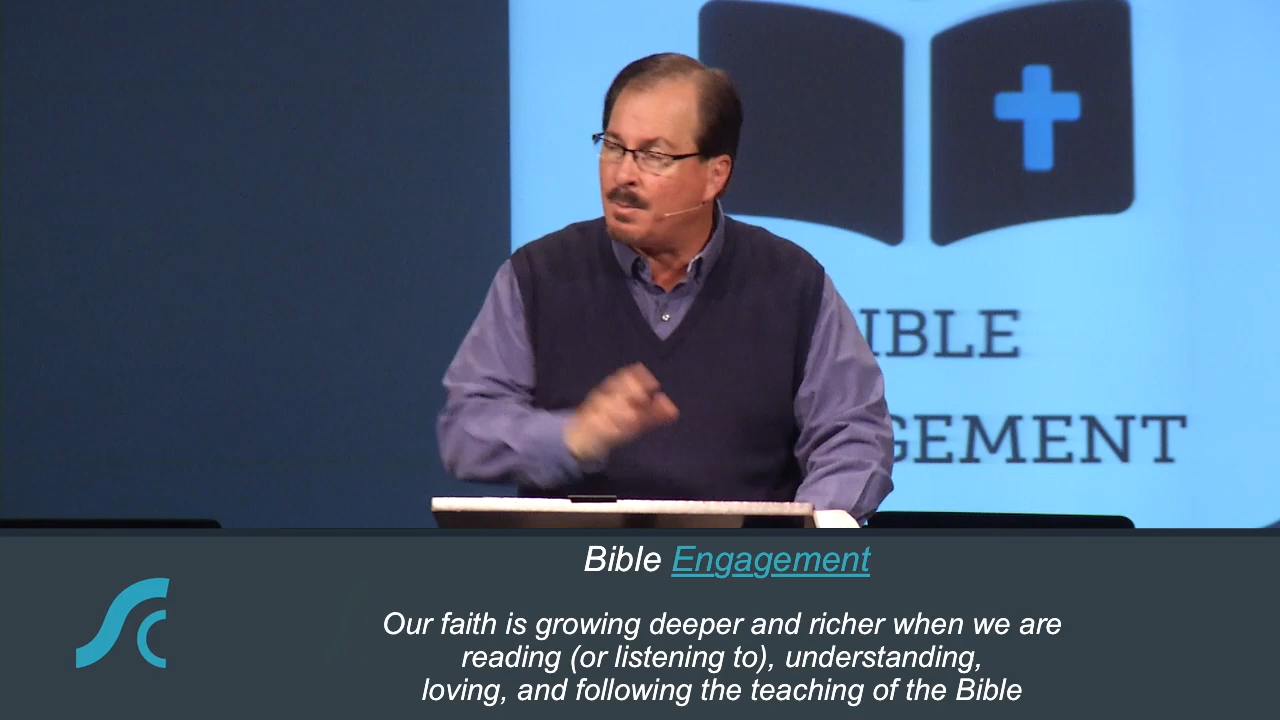 IBLE
GEMENT
Bible Engagement
Our faith is growing deeper and richer when we are
reading (or listening to), understanding,
loving, and following the teaching of the Bible